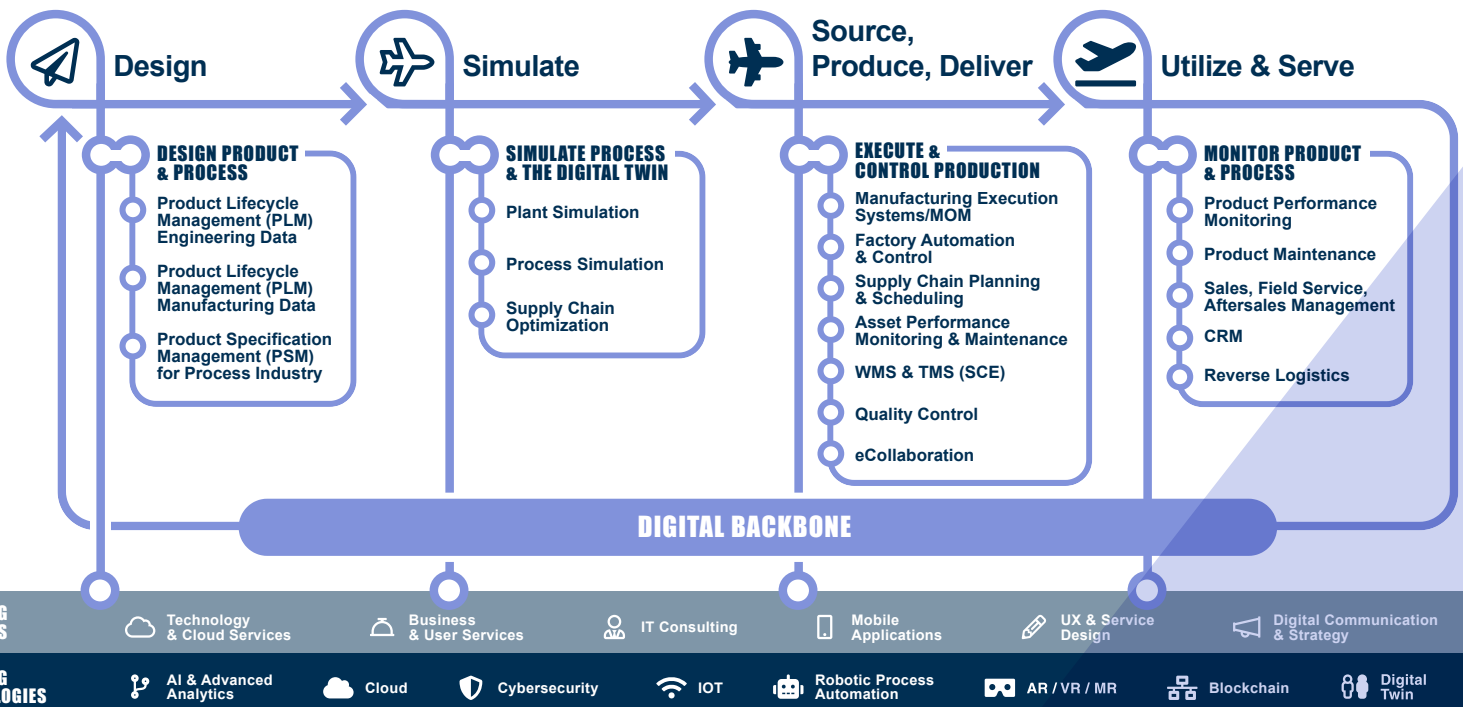 Design
Simulate
Source,
Produce, Deliver
Utilize & Serve
DESIGN PRODUCT
& PROCESS
Product Lifecycle
Management (PLM)
Engineering Data
Product Lifecycle
Management (PLM)
Manufacturing Data
Product Specification
Management (PSM)
for Process Industry
SIMULATE PROCESS
& THE DIGITAL TWIN
Plant Simulation
Process Simulation
Supply Chain
Optimization
EXECUTE &
CONTROL PRODUCTION
Manufacturing Execution
Systems/MOM
Factory Automation
& Control
Supply Chain Planning
& Scheduling
Asset Performance
Monitoring & Maintenance
WMS & TMS (SCE)
Quality Control
eCollaboration
MONITOR PRODUCT
& PROCESS
Product Performance
Monitoring
Product Maintenance
Sales, Field Service,
Aftersales Management
CRM
Reverse Logistics
DIGITAL BACKBONE
Technology
& Cloud Services
Business
& User Services
IT Consulting
Mobile
Applications
UX & Service
Design
Digital Communication
& Strategy
AI & Advanced
Analytics
Cloud
Cybersecurity
IOT
Robotic Process
Automation
AR / VR / MR
Blockchain
Digital
Twin